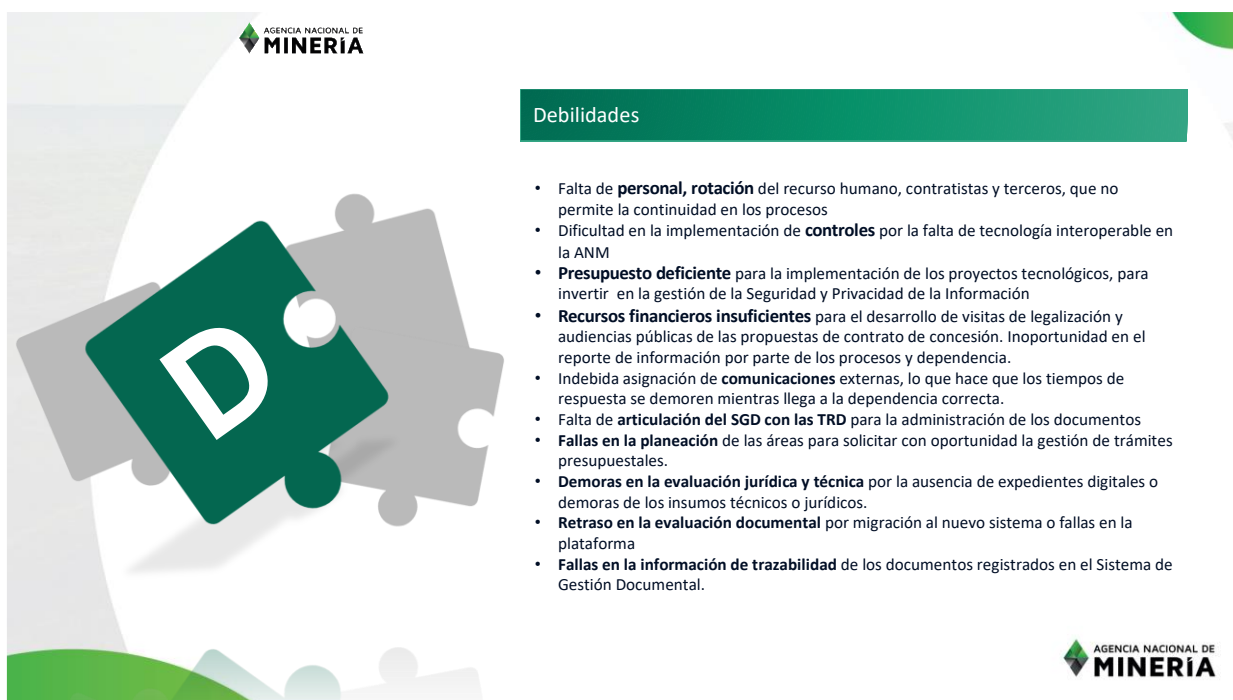 AGENCIA NACIONAL DE
MINERÍA
Debilidades
• Falta de personal, rotación del recurso humano, contratistas y terceros, que no
permite la continuidad en los procesos
• Dificultad en la implementación de controles por la falta de tecnología interoperable en
la ANM
• Presupuesto deficiente para la implementación de los proyectos tecnológicos, para
invertir en la gestión de la Seguridad y Privacidad de la Información
• Recursos financieros insuficientes para el desarrollo de visitas de legalización y
audiencias públicas de las propuestas de contrato de concesión. Inoportunidad en el
reporte de información por parte de los procesos y dependencia.
• Indebida asignación de comunicaciones externas, lo que hace que los tiempos de
respuesta se demoren mientras llega a la dependencia correcta.
• Falta de articulación del SGD con las TRD para la administración de los documentos
• Fallas en la planeación de las áreas para solicitar con oportunidad la gestión de trámites
presupuestales.
• Demoras en la evaluación jurídica y técnica por la ausencia de expedientes digitales o
demoras de los insumos técnicos o jurídicos.
• Retraso en la evaluación documental por migración al nuevo sistema o fallas en la
plataforma
• Fallas en la información de trazabilidad de los documentos registrados en el Sistema de
Gestión Documental.
D
AGENCIA NACIONAL DE
MINERÍA